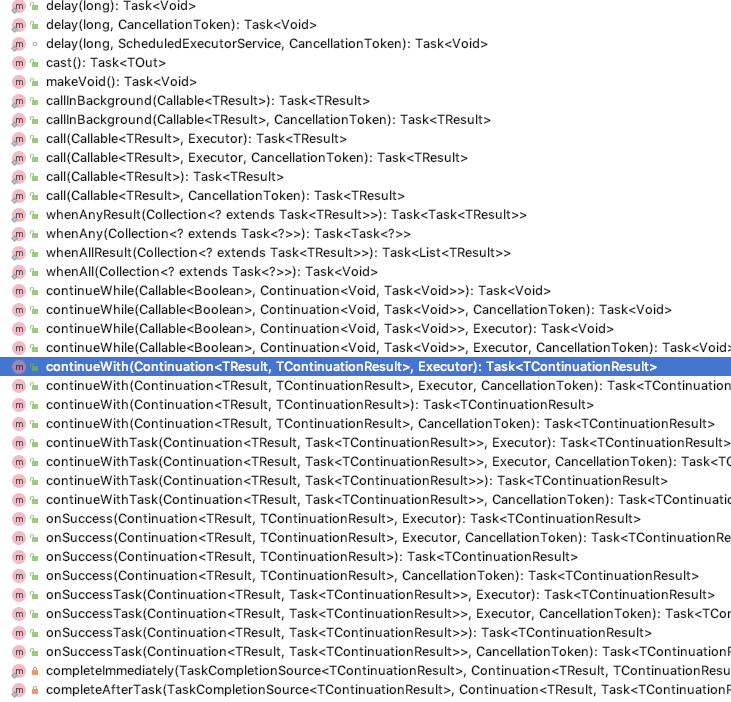 delay(long): Task<Void>
delay(long, CancellationToken): Task<Void>
delay(long, ScheduledExecutorService, CancellationToken): Task<Void>
cast(): Task<TOut>
makeVoid(): Task<Void>
callInBackground(Callable<TResult>): Task<TResult>
callInBackground(Callable<TResult>, CancellationToken): Task<TResult>
call(Callable<TResult>, Executor): Task<TResult>
call(Callable<TResult>, Executor, CancellationToken): Task<TResult>
call(Callable<TResult>): Task<TResult>
call(Callable<TResult>, CancellationToken): Task<TResult>
whenAnyResult(Collection<? extends Task<TResult>>): Task<Task<TResult>>
whenAny(Collection<? extends Task<?>>): Task<Task<?>>
whenAllResult(Collection<? extends Task<TResult>>): Task<List<TResult>>
whenAll(Collection<? extends Task<?>>): Task<Void>
continueWhile(Callable<Boolean>, Continuation<Void, Task<Void>>): Task<Void>
continueWhile(Callable<Boolean>, Continuation<Void, Task<Void>>, CancellationToken): Task<Void>
continueWhile(Callable<Boolean>, Continuation<Void, Task<Void>>, Executor): Task<Void>
continueWhile(Callable<Boolean>, Continuation<Void, Task<Void>>, Executor, CancellationToken): Task<Void>
continueWith(Continuation<TResult, TContinuationResult>, Executor): Task<TContinuationResult>
continueWith(Continuation<TResult, TContinuationResult>, Executor, CancellationToken): Task<TContinuation
continueWith(Continuation<TResult, TContinuationResult>): Task<TContinuationResult>
continueWith(Continuation<TResult, TContinuationResult>, CancellationToken): Task<TContinuationResult>
continueWithTask(Continuation<TResult, Task<TContinuationResult>>, Executor): Task<TContinuationResult>
continueWithTask(Continuation<TResult, Task<TContinuationResult>>, Executor, CancellationToken): Task<TC
continueWithTask(Continuation<TResult, Task<TContinuationResult>>): Task<TContinuationResult>
continueWithTask(Continuation<TResult, Task<TContinuationResult>>, CancellationToken): Task<TContinuatio
onSuccess(Continuation<TResult, TContinuationResult>, Executor): Task<TContinuationResult>
onSuccess(Continuation<TResult, TContinuationResult>, Executor, CancellationToken): Task<TContinuationRe
onSuccess(Continuation<TResult, TContinuationResult>): Task<TContinuationResult>
onSuccess(Continuation<TResult, TContinuationResult>, CancellationToken): Task<TContinuationResult>
onSuccessTask(Continuation<TResult, Task<TContinuationResult>>, Executor): Task<TContinuationResult>
onSuccessTask(Continuation<TResult, Task<TContinuationResult>>, Executor, CancellationToken): Task<TCon
onSuccessTask(Continuation<TResult, Task<TContinuationResult>>): Task<TContinuationResult>
onSuccessTask(Continuation<TResult, Task<TContinuationResult>>, CancellationToken): Task<TContinuationR
completeImmediately(TaskCompletionSource<TContinuationResult>, Continuation<TResult, TContinuationResu
completeAfterTask(TaskCompletionSource<TContinuationResult>, Continuation<TResult, Task<TContinuationR